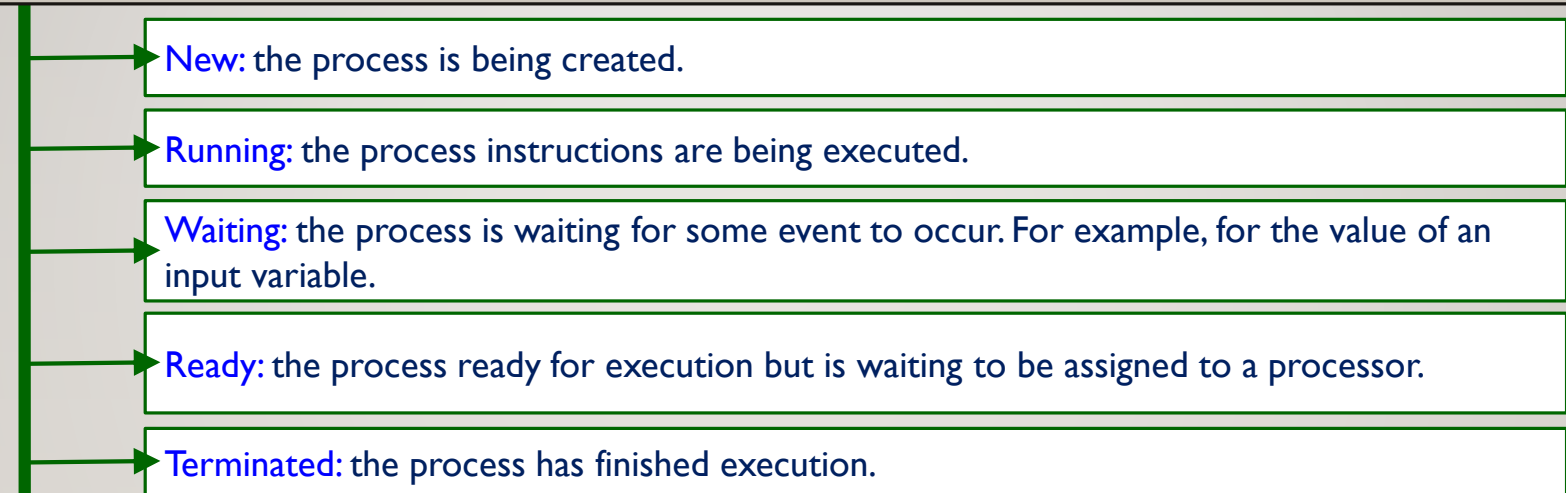 New: the process is being created.
Running: the process instructions are being executed.
Waiting: the process is waiting for some event to occur. For example, for the value of an
input variable.
Ready: the process ready for execution but is waiting to be assigned to a processor.
Terminated: the process has finished execution.